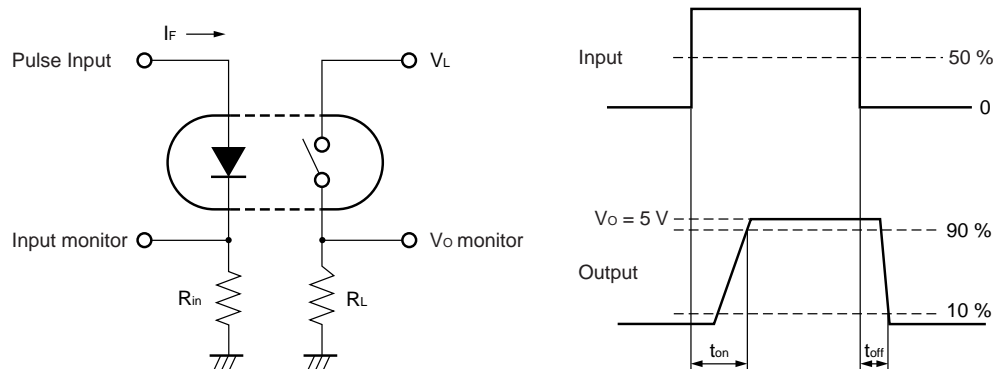 IF
Pulse Input
VL
Input monitor
VO monitor
Rin
RL
Input
50 %
0
VO = 5 V
90 %
Output
10 %
ton
toff